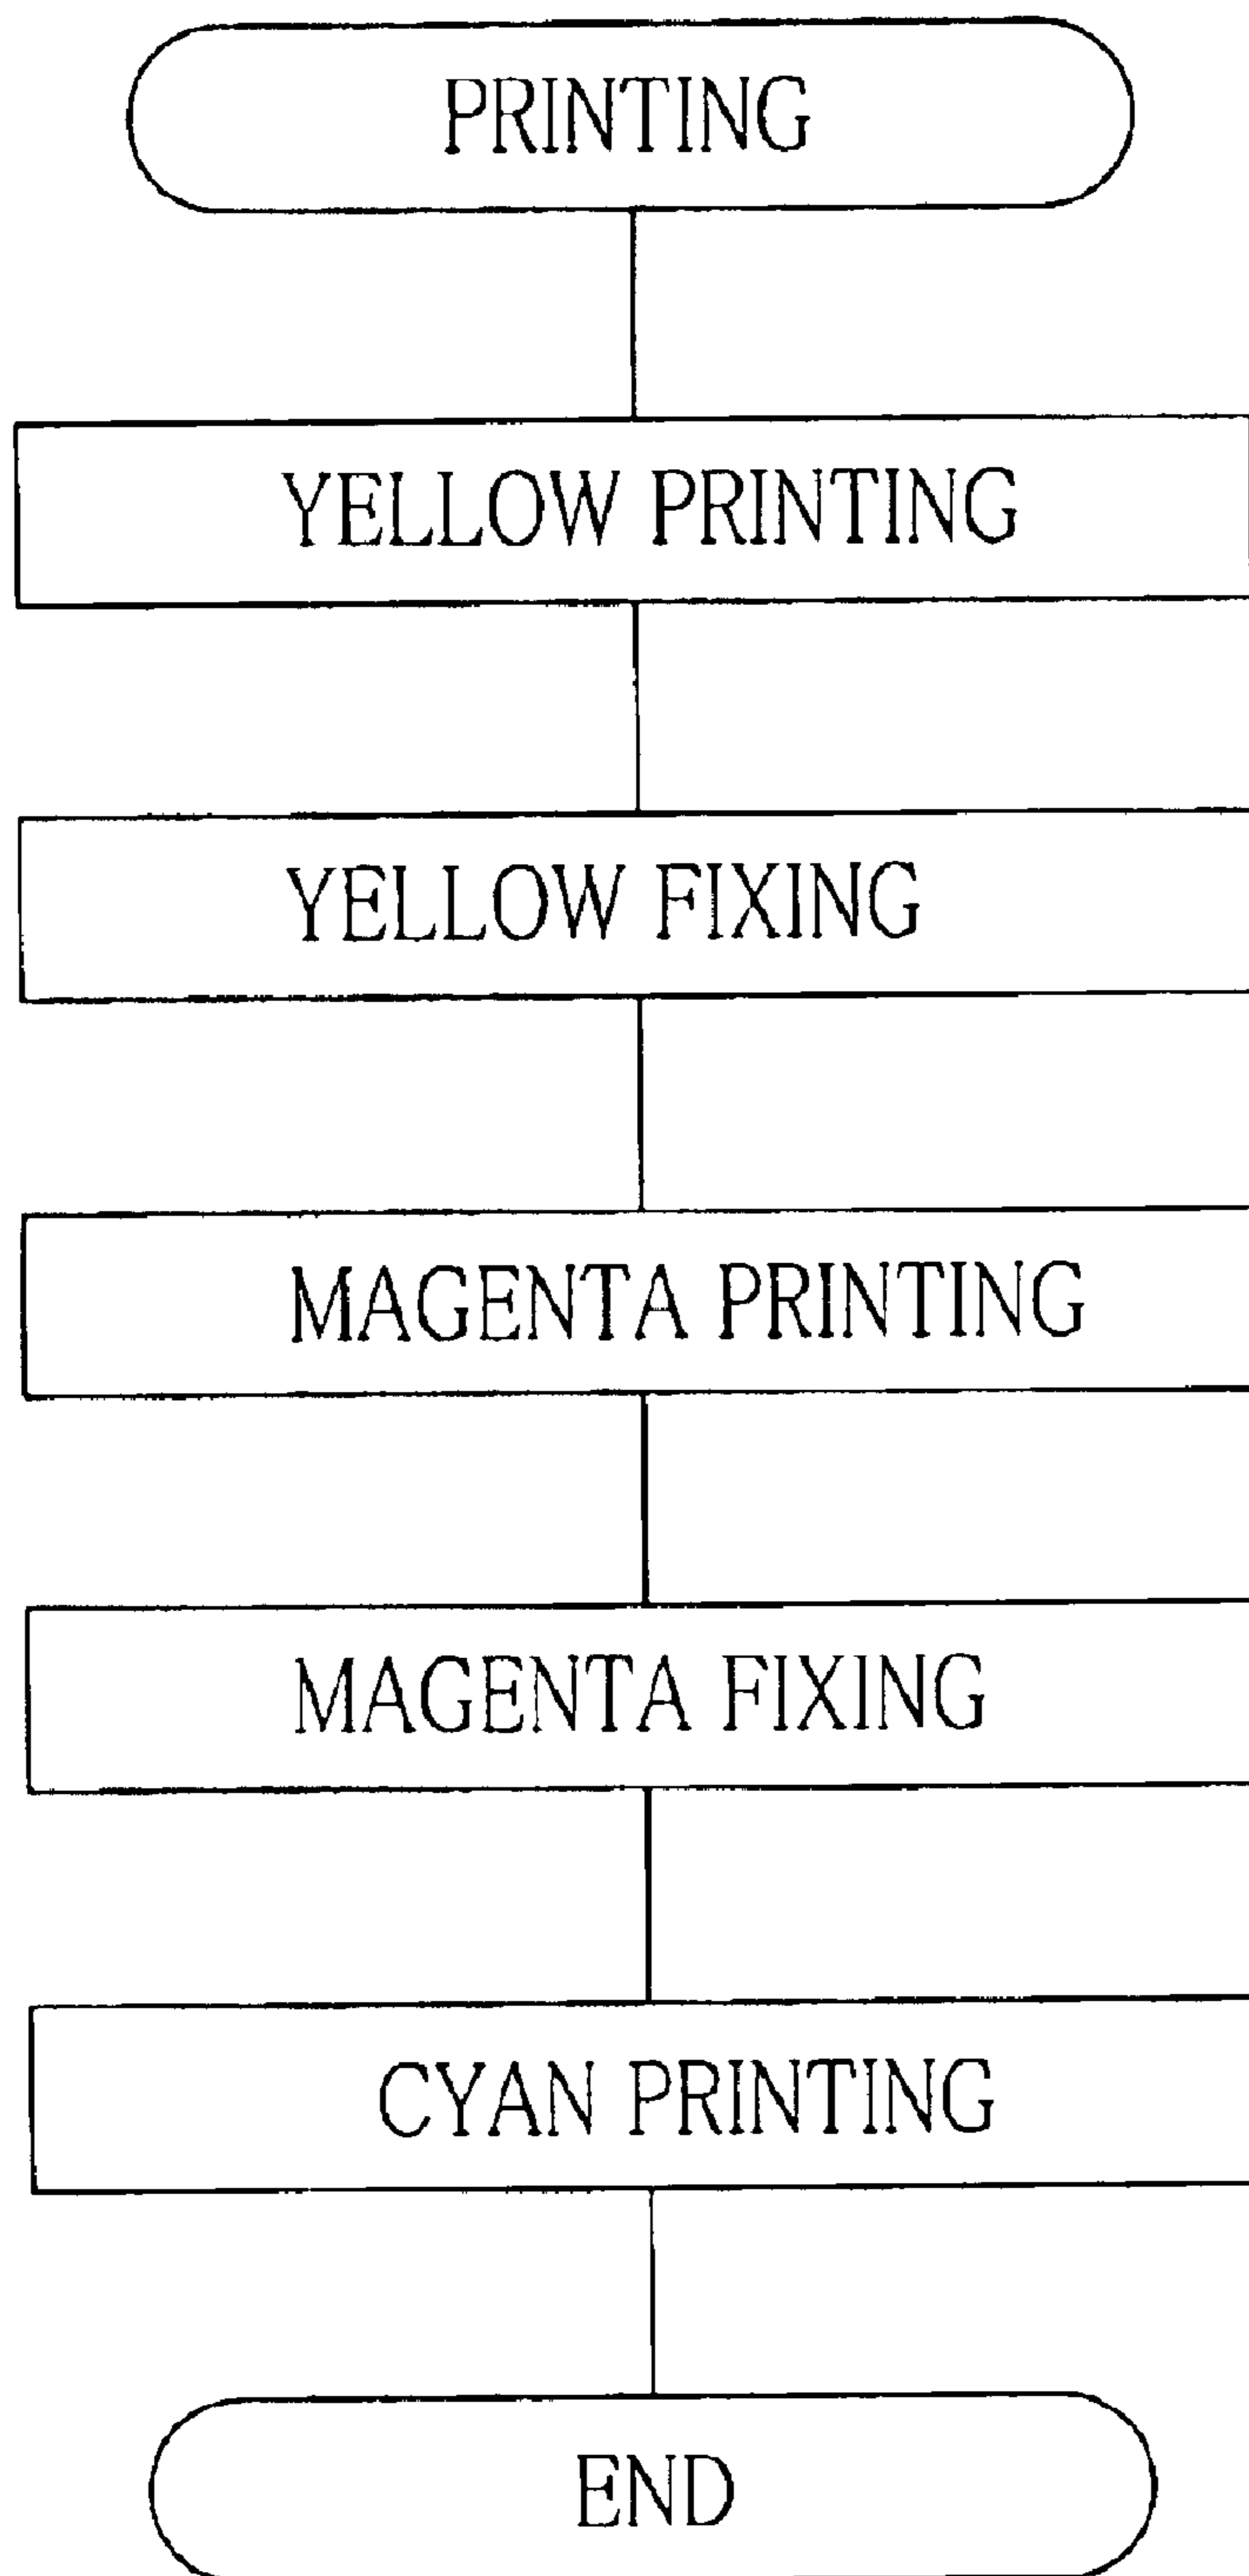 PRINTING
YELLOW PRINTING
YELLOW FIXING
MAGENTA PRINTING
MAGENTA FIXING
CYAN PRINTING
END